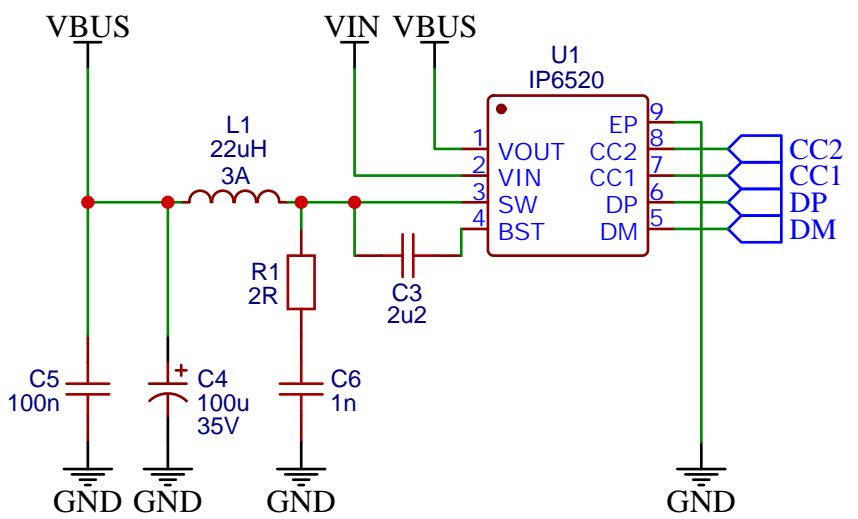 VBUS
VIN
VBUS
U1
IP6520
L1
22uH
3A
1 VOUT
2 VIN
3 SW
4 BST
EP 9
CC2 8
CC1 7
DP 6
DM 5
CC2
CC1
DP
DM
R1
2R
C3
2u2
C5
100n
+
C4
100u
35V
C6
1n
GND
GND
GND
GND